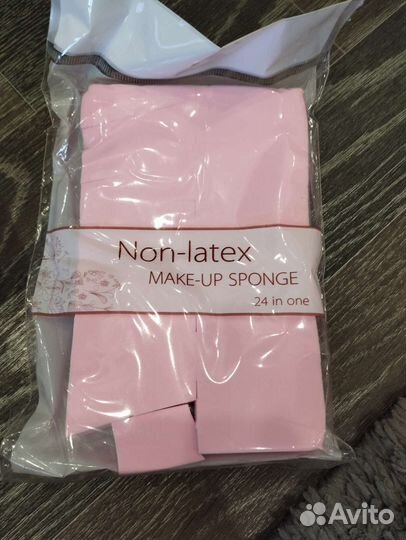 Non-latex
MAKE-UP SPONGE
24 in one
Avito